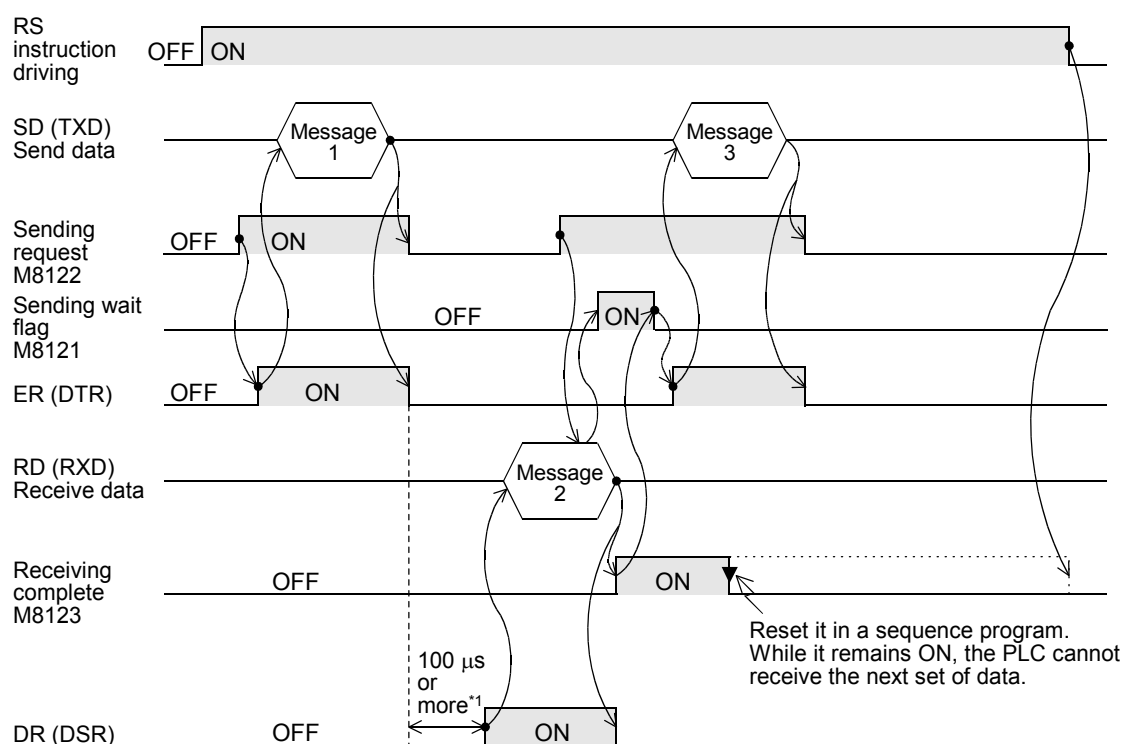 RS
instruction
driving
OFF
ON
SD (TXD)
Send data
Message
1
Message
3
Sending
request
M8122
OFF
ON
Sending wait
flag
M8121
OFF
ON
ER (DTR)
OFF
ON
RD (RXD)
Receive data
Message
2
Receiving
complete
M8123
OFF
ON
Reset it in a sequence program.
While it remains ON, the PLC cannot
receive the next set of data.
100 μs
or
more*1
DR (DSR)
OFF
ON